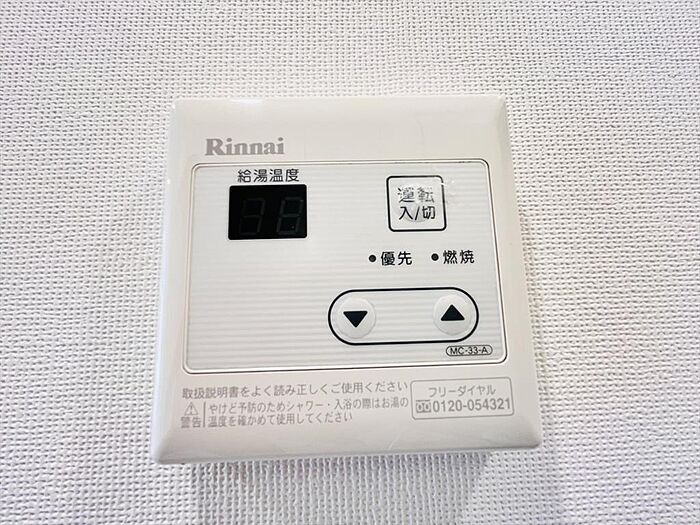 Rinnai
給湯温度
運転
入/切
優先
燃焼
▼
▲
MC-33-A
取扱説明書をよく読み正しくご使用ください
警告
やけど予防のためシャワー・入浴の際はお湯の
温度を確かめて使用してください
フリーダイヤル
0120-054321